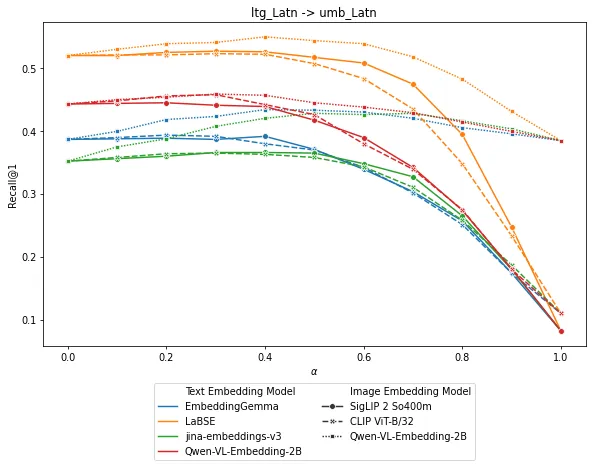 ltg_Latn -> umb_Latn
Recall@1
0.5
0.4
0.3
0.2
0.1
0.0 0.2 0.4 0.6 0.8 1.0
α
Text Embedding Model Image Embedding Model
EmbeddingGemma SigLIP 2 So400m
LaBSE CLIP ViT-B/32
jina-embeddings-v3 Qwen-VL-Embedding-2B
Qwen-VL-Embedding-2B